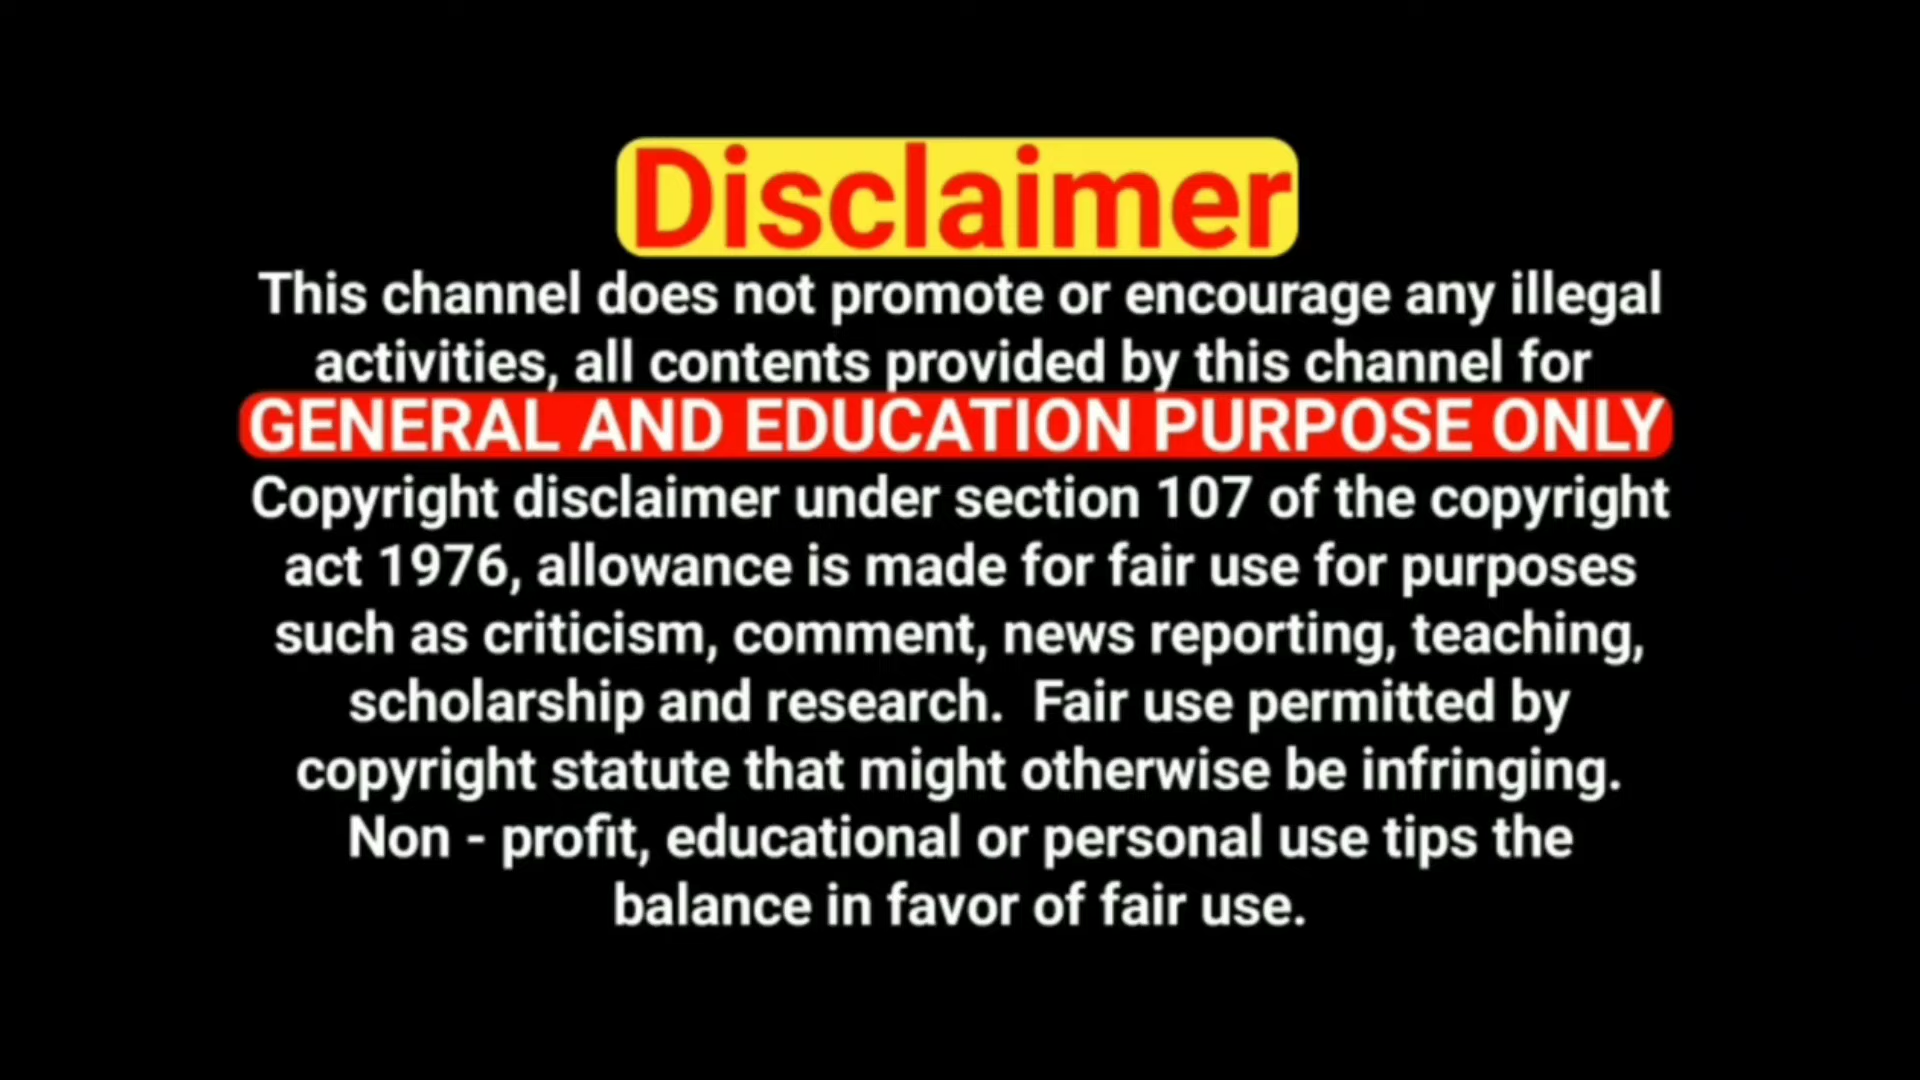 Disclaimer
This channel does not promote or encourage any illegal
activities, all contents provided by this channel for
GENERAL AND EDUCATION PURPOSE ONLY
Copyright disclaimer under section 107 of the copyright
act 1976, allowance is made for fair use for purposes
such as criticism, comment, news reporting, teaching,
scholarship and research.  Fair use permitted by
copyright statute that might otherwise be infringing.
Non - profit, educational or personal use tips the
balance in favor of fair use.